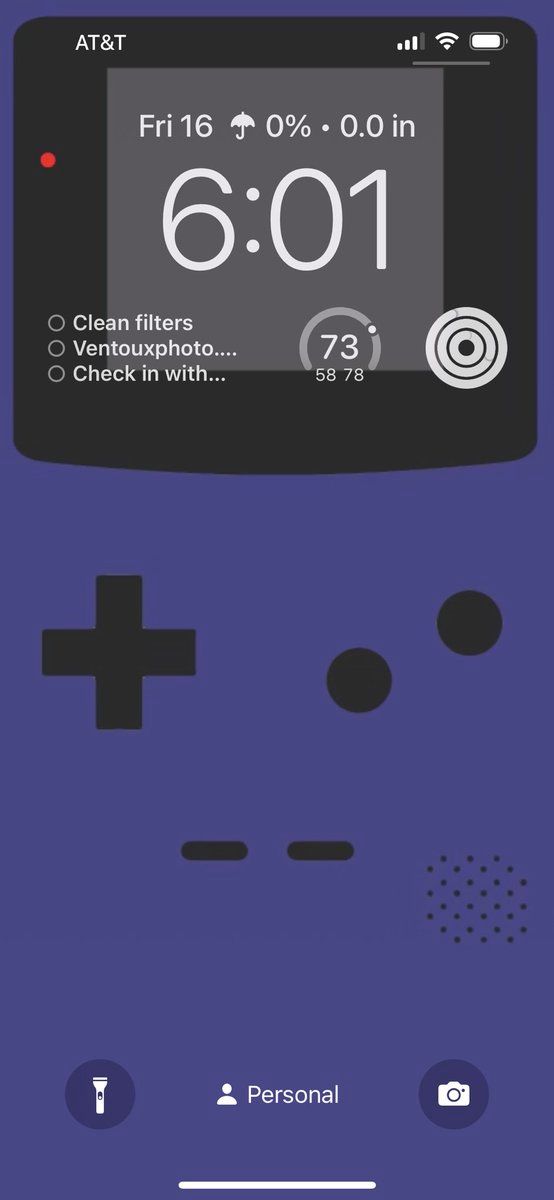 AT&T
Fri 16 0% • 0.0 in
6:01
Clean filters
Ventouxphoto....
Check in with...
73
58 78
Personal